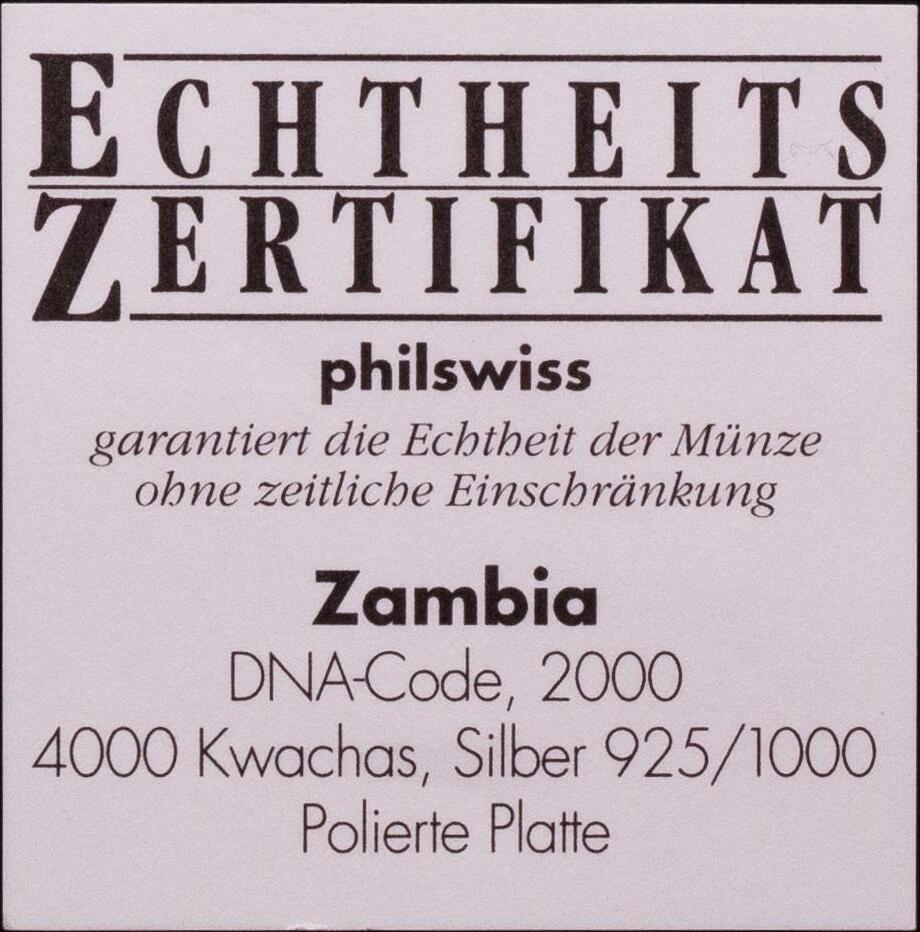 ECHTHEITS
ZERTIFIKAT
philswiss
garantiert die Echtheit der Münze
ohne zeitliche Einschränkung
Zambia
DNA-Code, 2000
4000 Kwachas, Silber 925/1000
Polierte Platte